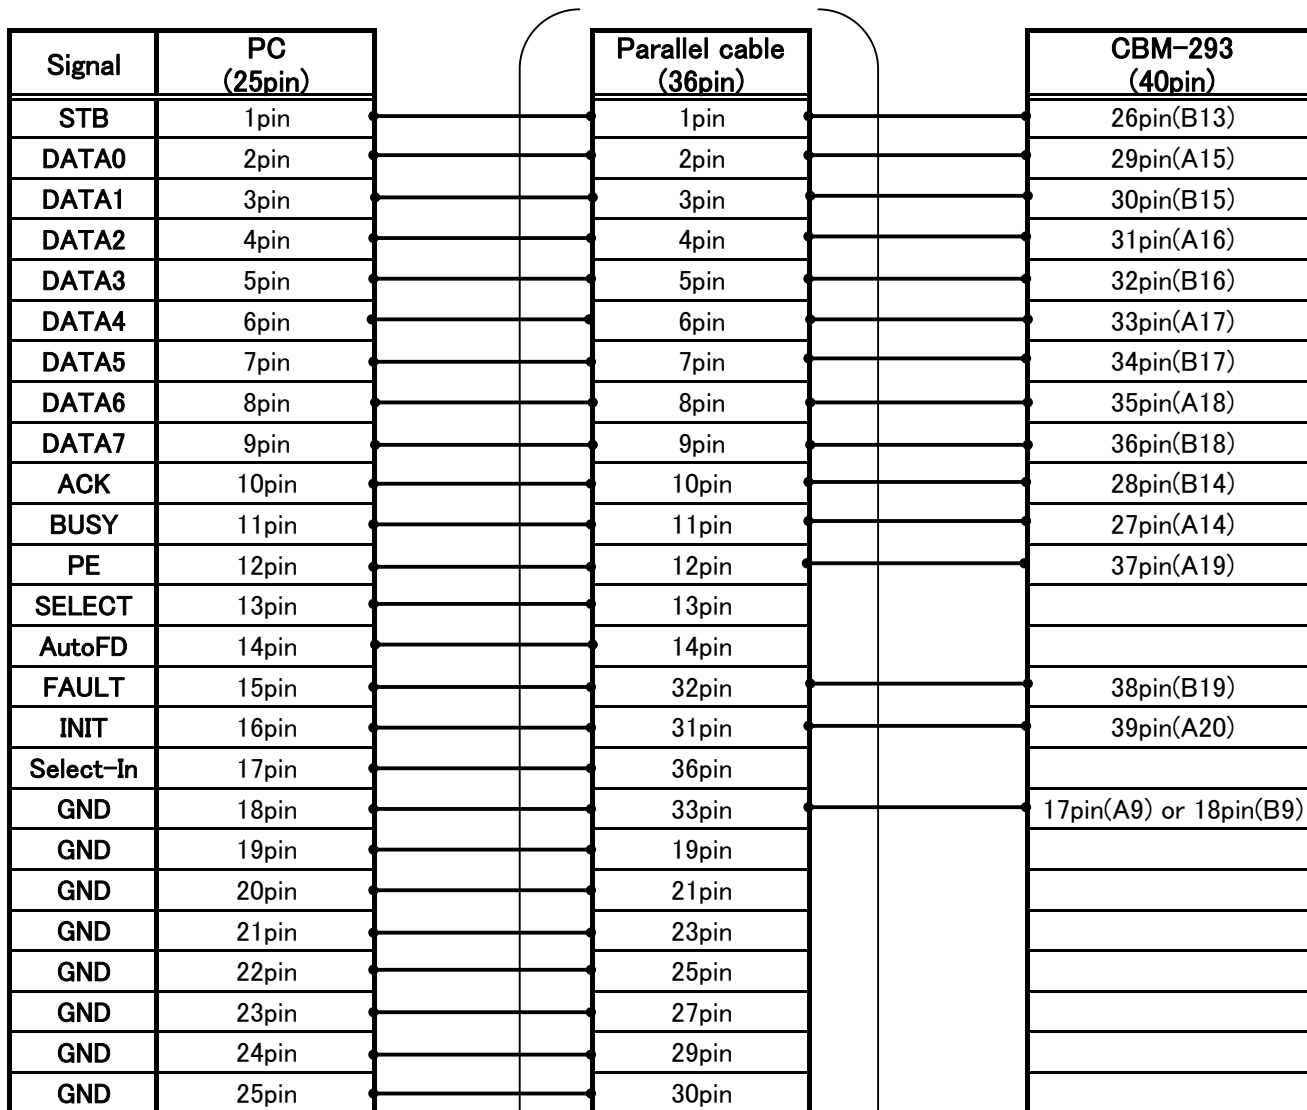 Signal PC (25pin) Parallel cable (36pin) CBM-293 (40pin)
STB 1pin 1pin 26pin(B13)
DATA0 2pin 2pin 29pin(A15)
DATA1 3pin 3pin 30pin(B15)
DATA2 4pin 4pin 31pin(A16)
DATA3 5pin 5pin 32pin(B16)
DATA4 6pin 6pin 33pin(A17)
DATA5 7pin 7pin 34pin(B17)
DATA6 8pin 8pin 35pin(A18)
DATA7 9pin 9pin 36pin(B18)
ACK 10pin 10pin 28pin(B14)
BUSY 11pin 11pin 27pin(A14)
PE 12pin 12pin 37pin(A19)
SELECT 13pin 13pin
AutoFD 14pin 14pin
FAULT 15pin 32pin 38pin(B19)
INIT 16pin 31pin 39pin(A20)
Select-In 17pin 36pin
GND 18pin 33pin 17pin(A9) or 18pin(B9)
GND 19pin 19pin
GND 20pin 21pin
GND 21pin 23pin
GND 22pin 25pin
GND 23pin 27pin
GND 24pin 29pin
GND 25pin 30pin